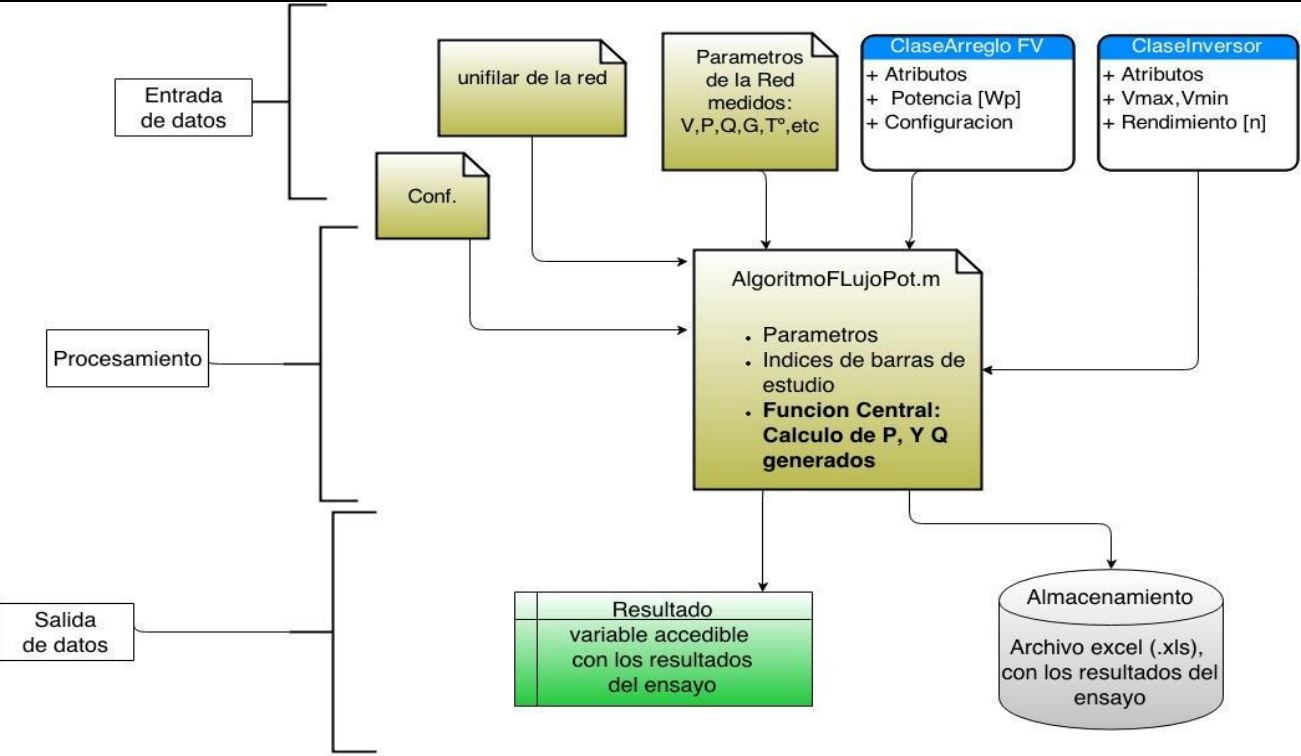 Entrada
de datos
unifilar de la red
Parametros
de la Red
medidos:
V,P,Q,G,Tº,etc
ClaseArreglo FV
+ Atributos
+ Potencia [Wp]
+ Configuracion
ClaseInversor
+ Atributos
+ Vmax,Vmin
+ Rendimiento [n]
Conf.
Procesamiento
AlgoritmoFLujoPot.m
• Parametros
• Indices de barras de
estudio
• Funcion Central:
Calculo de P, Y Q
generados
Salida
de datos
Resultado
variable accedible
con los resultados
del ensayo
Almacenamiento
Archivo excel (.xls),
con los resultados del
ensayo